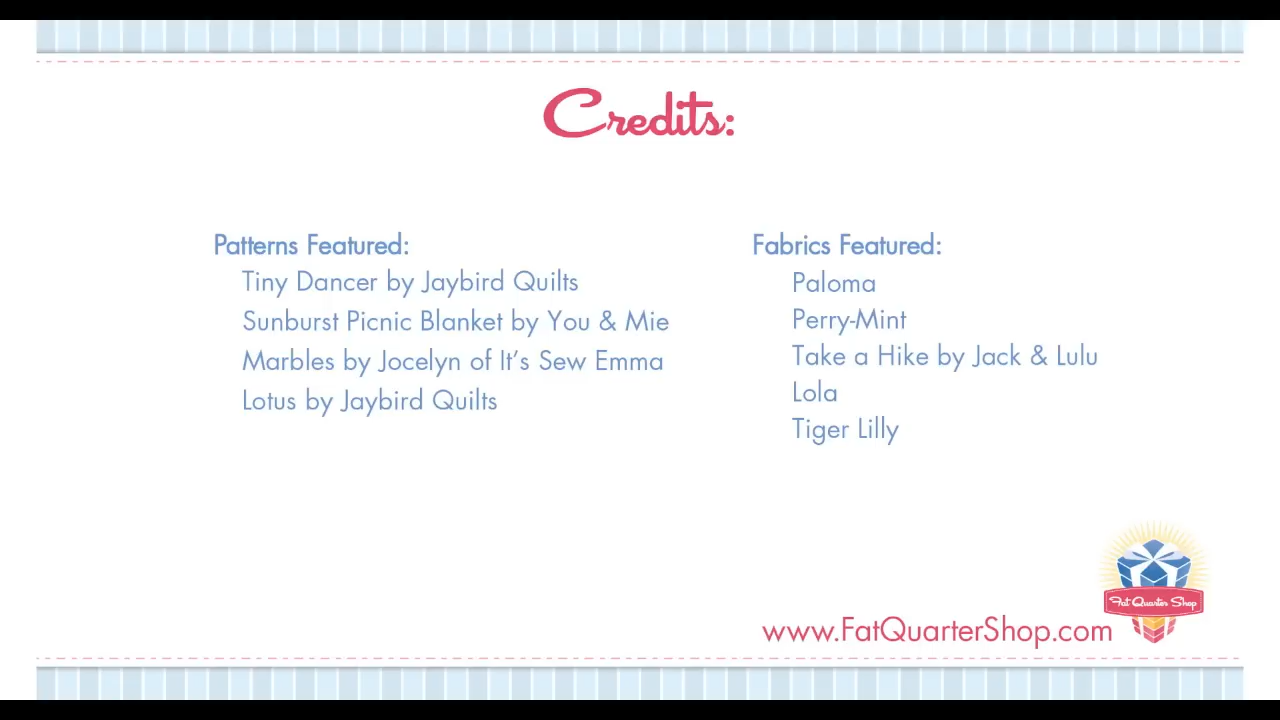 Credits:
Patterns Featured:
Tiny Dancer by Jaybird Quilts
Sunburst Picnic Blanket by You & Mie
Marbles by Jocelyn of It's Sew Emma
Lotus by Jaybird Quilts
Fabrics Featured:
Paloma
Perry-Mint
Take a Hike by Jack & Lulu
Lola
Tiger Lilly
Fat Quarter Shop
www.FatQuarterShop.com